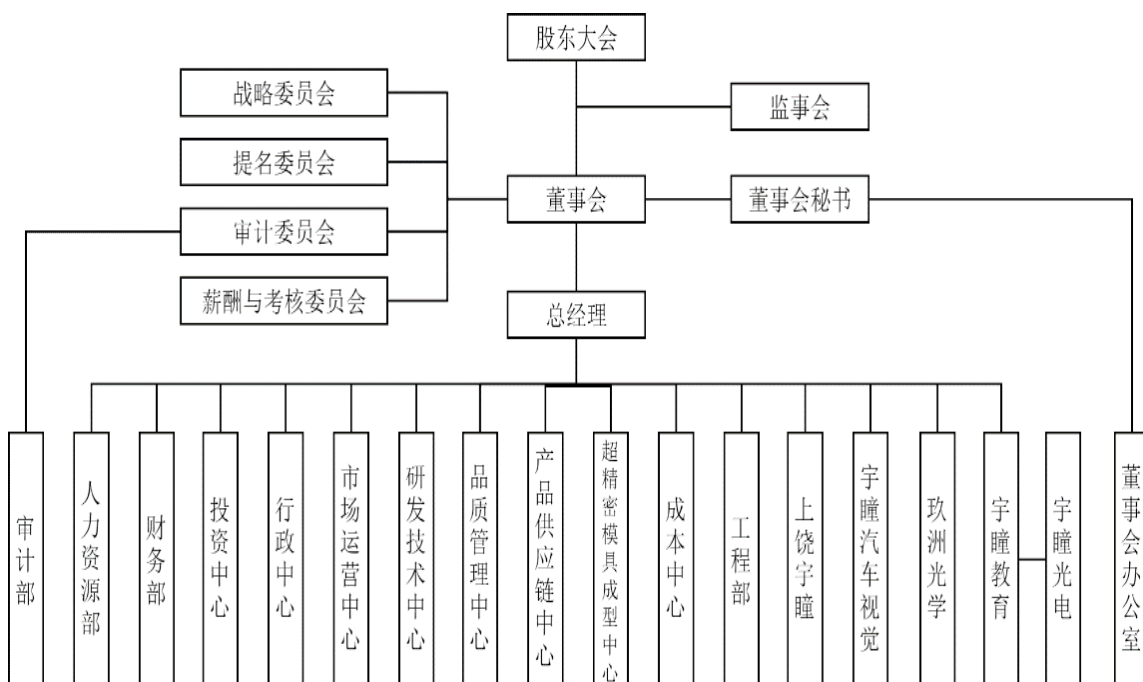 股东大会
战略委员会
监事会
提名委员会
董事会
董事会秘书
审计委员会
薪酬与考核委员会
总经理
审计部
人力资源部
财务部
投资中心
行政中心
市场运营中心
研发技术中心
品质管理中心
产品供应链中心
超精密模具成型中心
成本中心
工程部
上饶宇瞳
宇瞳汽车视觉
玖洲光学
宇瞳教育
宇瞳光电
董事会办公室